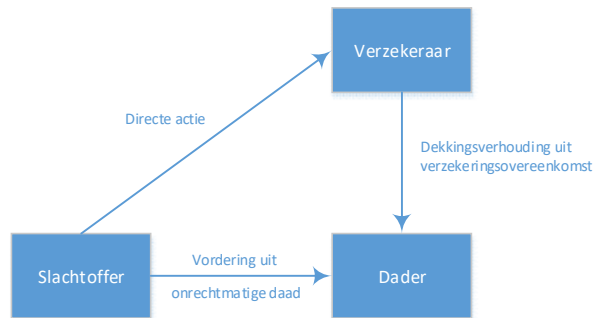 Verzekeraar
Directe actie
Dekkingsverhouding uit
verzekeringsovereenkomst
Slachtoffer
Vordering uit
onrechtmatige daad
Dader